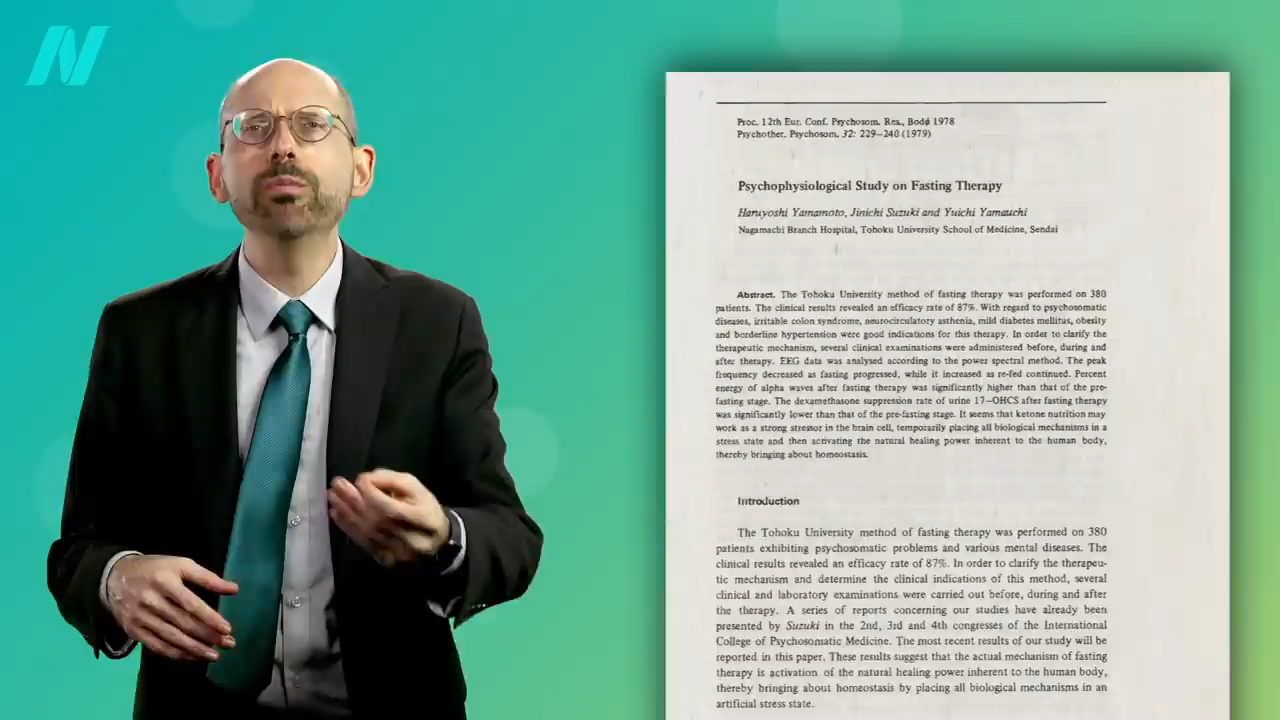 N
Proc. 12th Eur. Conf. Psychosom. Res., Bodø 1978
Psychother. Psychosom. 32: 229–240 (1979)
Psychophysiological Study on Fasting Therapy
Haruyoshi Yamamoto, Jinichi Suzuki and Yuichi Yamauchi
Nagamachi Branch Hospital, Tohoku University School of Medicine, Sendai
Abstract. The Tohoku University method of fasting therapy was performed on 380
patients. The clinical results revealed an efficacy rate of 87%. With regard to psychosomatic
diseases, irritable colon syndrome, neurocirculatory asthenia, mild diabetes mellitus, obesity
and borderline hypertension were good indications for this therapy. In order to clarify the
therapeutic mechanism, several clinical examinations were administered before, during and
after therapy. EEG data was analysed according to the power spectral method. The peak
frequency decreased as fasting progressed, while it increased as re-fed continued. Percent
energy of alpha waves after fasting therapy was significantly higher than that of the pre-
fasting stage. The dexamethasone suppression rate of urine 17–OHCS after fasting therapy
was significantly lower than that of the pre-fasting stage. It seems that ketone nutrition may
work as a strong stressor in the brain cell, temporarily placing all biological mechanisms in a
stress state and then activating the natural healing power inherent to the human body,
thereby bringing about homeostasis.
Introduction
The Tohoku University method of fasting therapy was performed on 380
patients exhibiting psychosomatic problems and various mental diseases. The
clinical results revealed an efficacy rate of 87%. In order to clarify the therapeu-
tic mechanism and determine the clinical indications of this method, several
clinical and laboratory examinations were carried out before, during and after
the therapy. A series of reports concerning our studies have already been
presented by Suzuki in the 2nd, 3rd and 4th congresses of the International
College of Psychosomatic Medicine. The most recent results of our study will be
reported in this paper. These results suggest that the actual mechanism of fasting
therapy is activation of the natural healing power inherent to the human body,
thereby bringing about homeostasis by placing all biological mechanisms in an
artificial stress state.